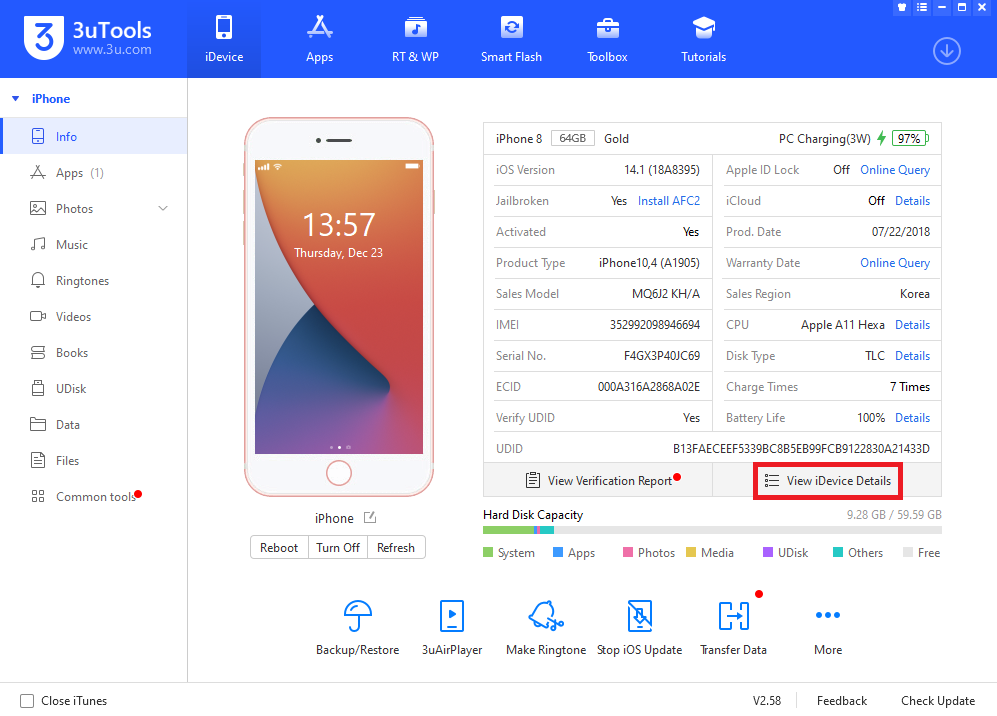 3 3uTools
www.3u.com
iDevice
Apps
RT & WP
Smart Flash
Toolbox
Tutorials
iPhone
Info
Apps (1)
Photos
Music
Ringtones
Videos
Books
UDisk
Data
Files
Common tools
13:57
Thursday, Dec 23
iPhone
Reboot Turn Off Refresh
iPhone 8 64GB Gold PC Charging(3W) 97%
iOS Version 14.1 (18A8395) Apple ID Lock Off Online Query
Jailbroken Yes Install AFC2 iCloud Off Details
Activated Yes Prod. Date 07/22/2018
Product Type iPhone10,4 (A1905) Warranty Date Online Query
Sales Model MQ6J2 KH/A Sales Region Korea
IMEI 352992098946694 CPU Apple A11 Hexa Details
Serial No. F4GX3P40JC69 Disk Type TLC Details
ECID 000A316A2868A02E Charge Times 7 Times
Verify UDID Yes Battery Life 100% Details
UDID B13FAECEEF5339BC8B5EB99FCB9122830A21433D
View Verification Report View iDevice Details
Hard Disk Capacity 9.28 GB / 59.59 GB
System Apps Photos Media UDisk Others Free
Backup/Restore 3uAirPlayer Make Ringtone Stop iOS Update Transfer Data More
Close iTunes V2.58 Feedback Check Update